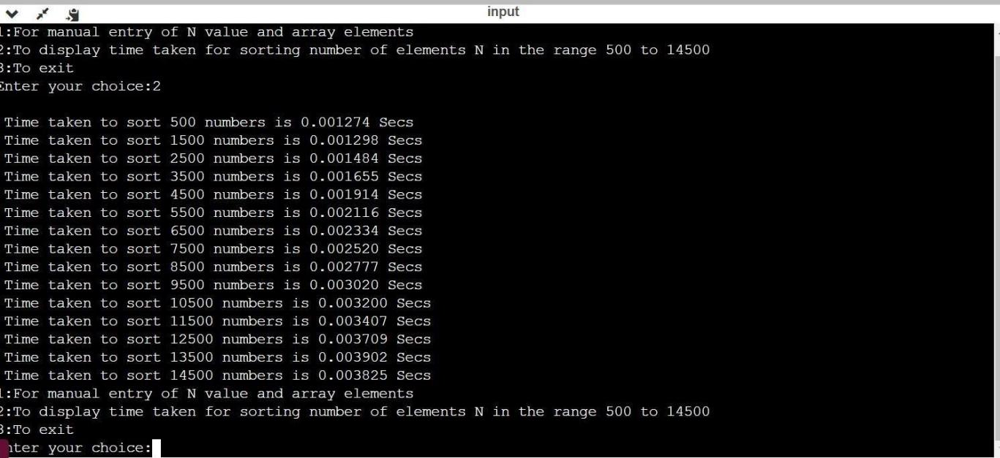 input
1:For manual entry of N value and array elements
2:To display time taken for sorting number of elements N in the range 500 to 14500
3:To exit
Enter your choice:2
Time taken to sort 500 numbers is 0.001274 Secs
Time taken to sort 1500 numbers is 0.001298 Secs
Time taken to sort 2500 numbers is 0.001484 Secs
Time taken to sort 3500 numbers is 0.001655 Secs
Time taken to sort 4500 numbers is 0.001914 Secs
Time taken to sort 5500 numbers is 0.002116 Secs
Time taken to sort 6500 numbers is 0.002334 Secs
Time taken to sort 7500 numbers is 0.002520 Secs
Time taken to sort 8500 numbers is 0.002777 Secs
Time taken to sort 9500 numbers is 0.003020 Secs
Time taken to sort 10500 numbers is 0.003200 Secs
Time taken to sort 11500 numbers is 0.003407 Secs
Time taken to sort 12500 numbers is 0.003709 Secs
Time taken to sort 13500 numbers is 0.003902 Secs
Time taken to sort 14500 numbers is 0.003825 Secs
1:For manual entry of N value and array elements
2:To display time taken for sorting number of elements N in the range 500 to 14500
3:To exit
nter your choice: